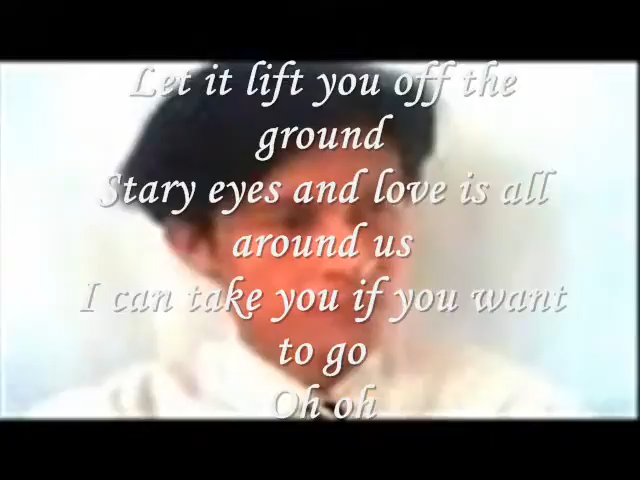 Let it lift you off the
ground
Stary eyes and love is all
around us
I can take you if you want
to go
Oh oh